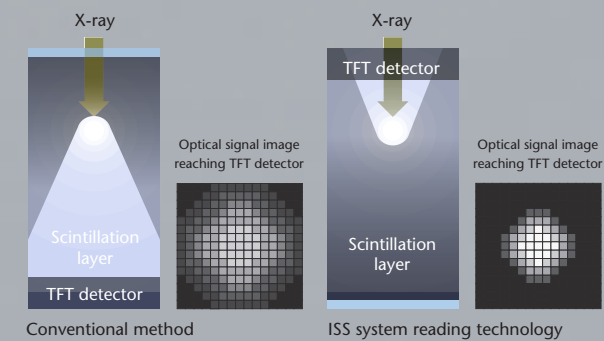 X-ray
Optical signal image
reaching TFT detector
Scintillation
layer
TFT detector
Conventional method
X-ray
TFT detector
Optical signal image
reaching TFT detector
Scintillation
layer
ISS system reading technology